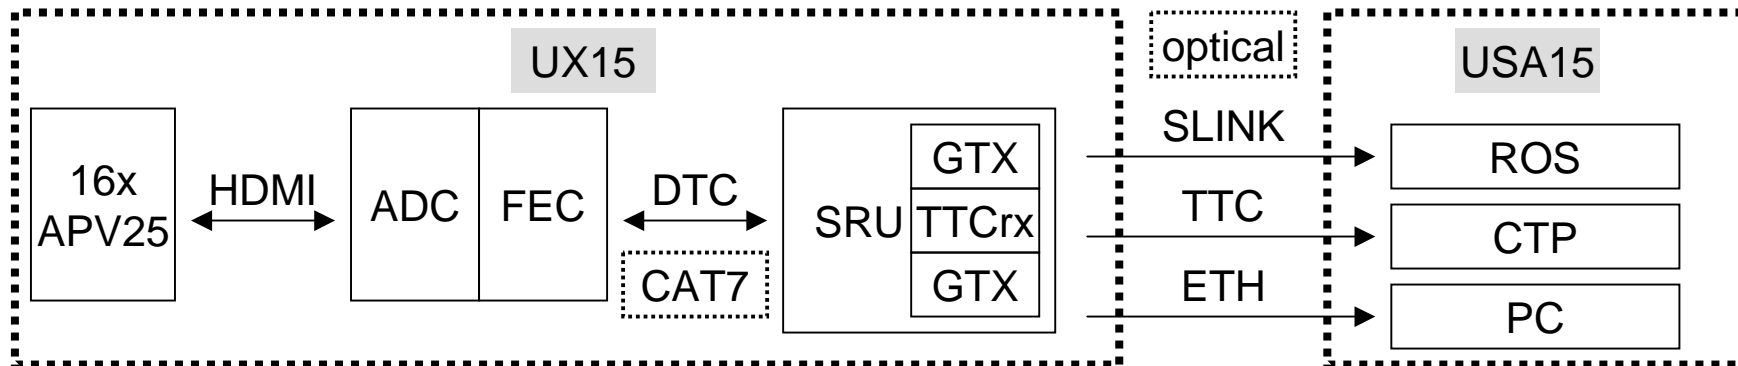 UX15
optical
USA15
16x
APV25
HDMI
ADC
FEC
DTC
CAT7
SRU
GTX
TTCrx
GTX
SLINK
TTC
ETH
ROS
CTP
PC